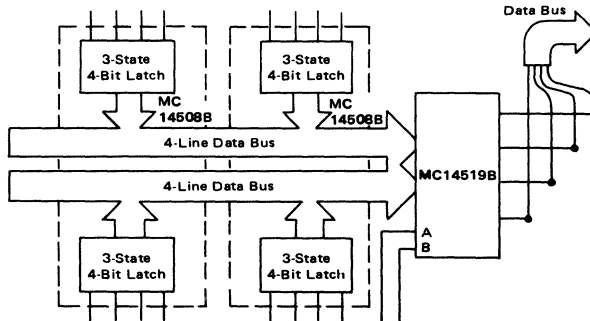 Data Bus
3-State
4-Bit Latch
3-State
4-Bit Latch
MC
14508B
MC
14508B
4-Line Data Bus
4-Line Data Bus
MC14519B
A
B
3-State
4-Bit Latch
3-State
4-Bit Latch